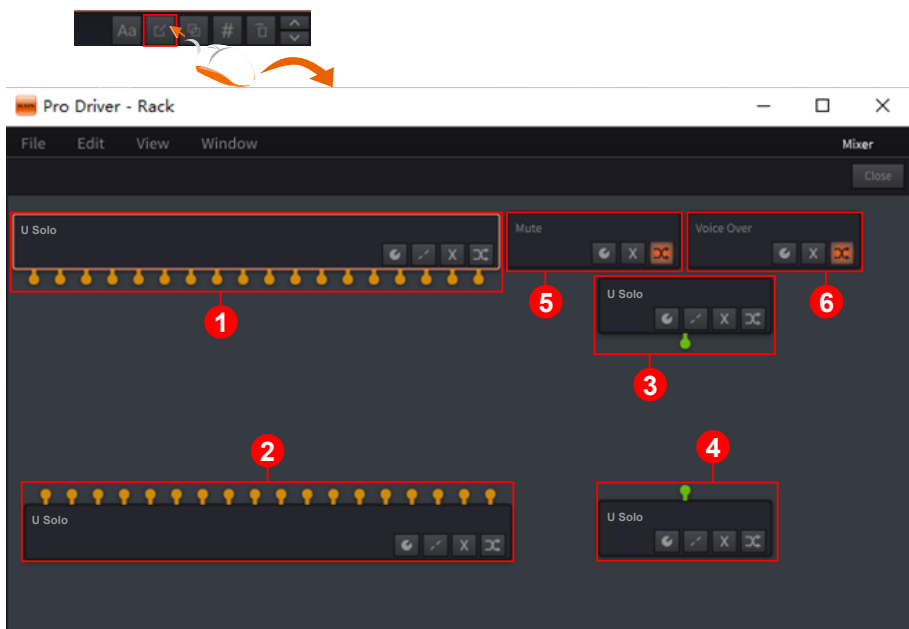 Aa #
Pro Driver - Rack
File Edit View Window Mixer
Close
U Solo
X
1
Mute
X
5
Voice Over
X
6
U Solo
X
3
2
U Solo
X
4
U Solo
X